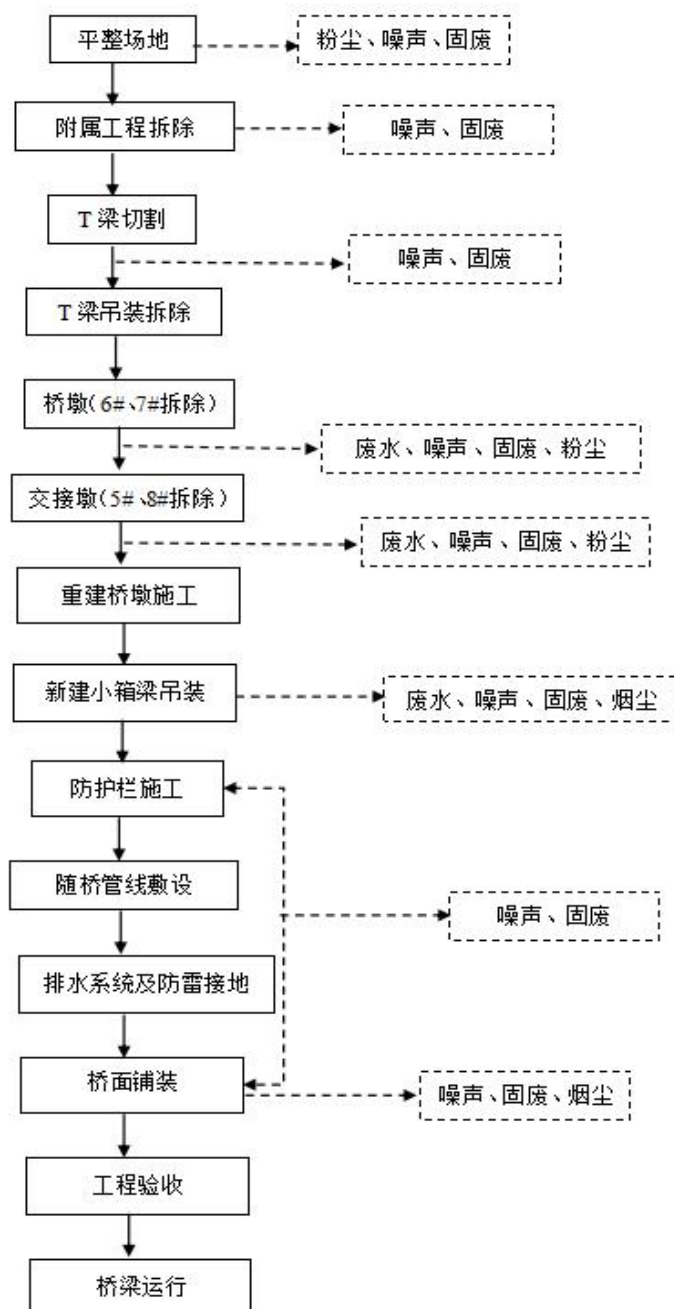 平整场地
粉尘、噪声、固废
附属工程拆除
噪声、固废
T 梁切割
噪声、固废
T 梁吊装拆除
桥墩（6#、7#拆除）
废水、噪声、固废、粉尘
交接墩（5#、8#拆除）
废水、噪声、固废、粉尘
重建桥墩施工
新建小箱梁吊装
废水、噪声、固废、烟尘
防护栏施工
随桥管线敷设
噪声、固废
排水系统及防雷接地
桥面铺装
噪声、固废、烟尘
工程验收
桥梁运行